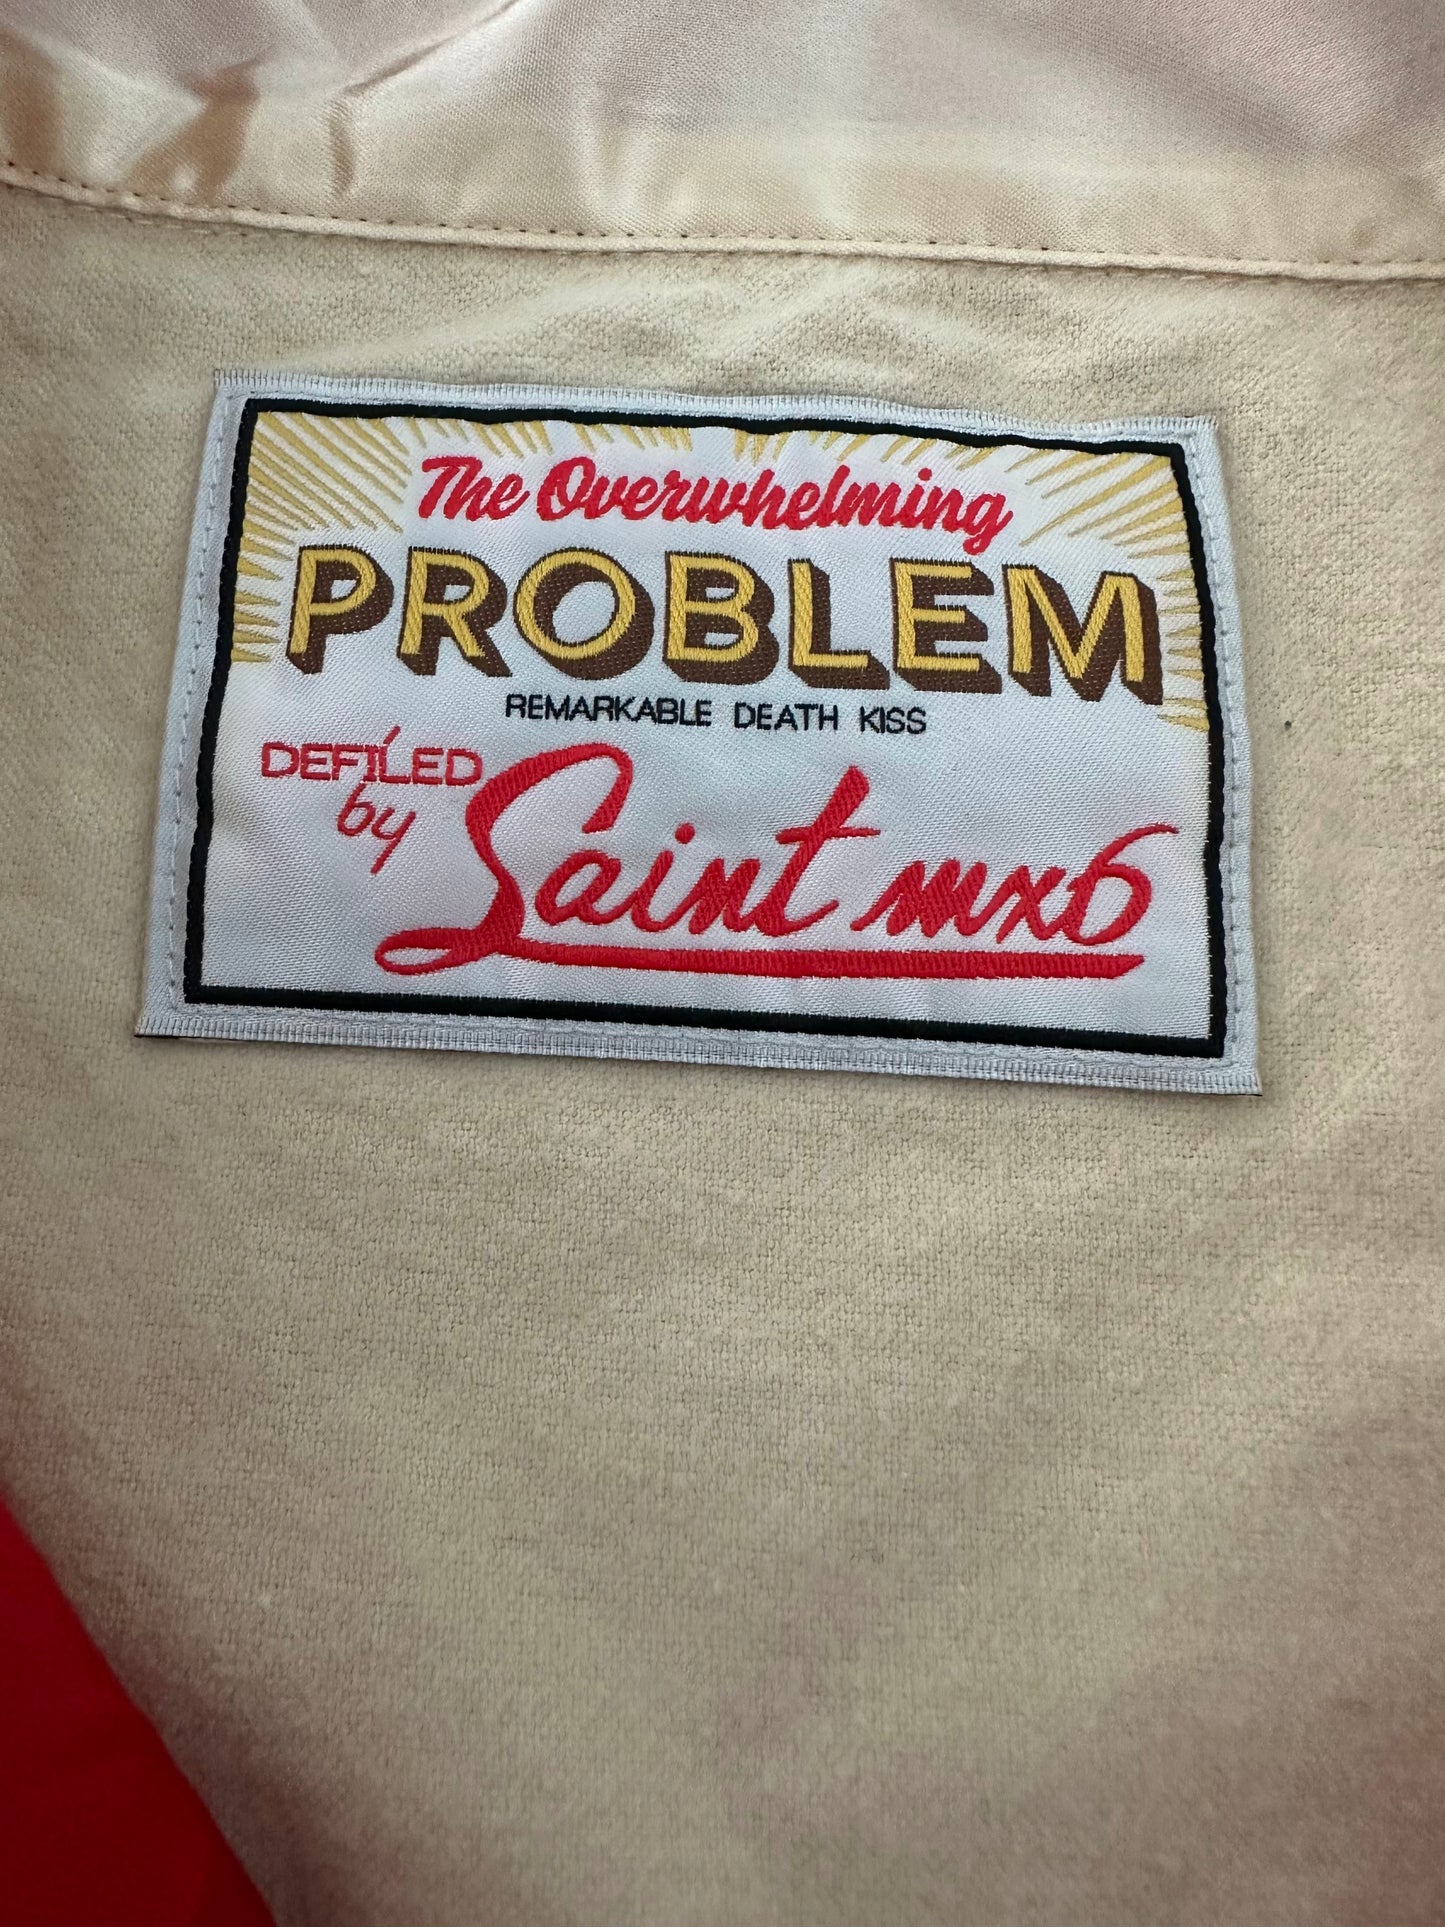 The Overwhelming
PROBLEM
REMARKABLE DEATH KISS
DEFILED
by Saint mx6